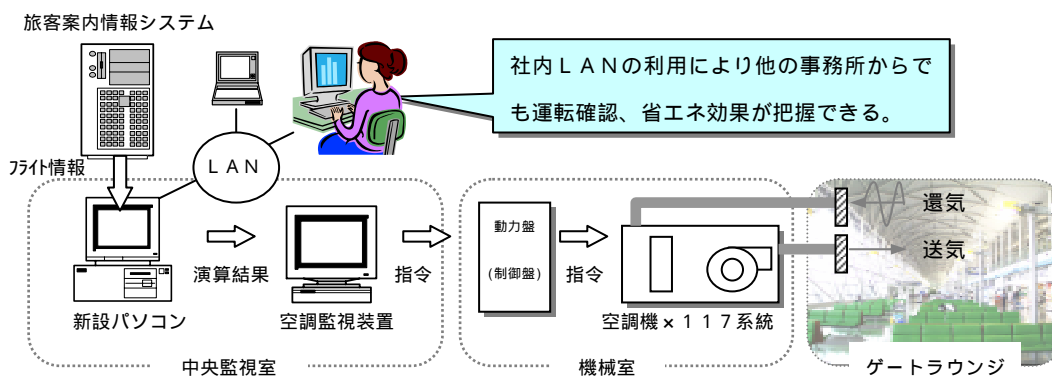 旅客案内情報システム
社内ＬＡＮの利用により他の事務所からで
も運転確認、省エネ効果が把握できる。
ﾌﾗｲﾄ情報
ＬＡＮ
動力盤
(制御盤)
還気
送気
演算結果
指令
指令
新設パソコン
空調監視装置
空調機×１１７系統
中央監視室
機械室
ゲートラウンジ